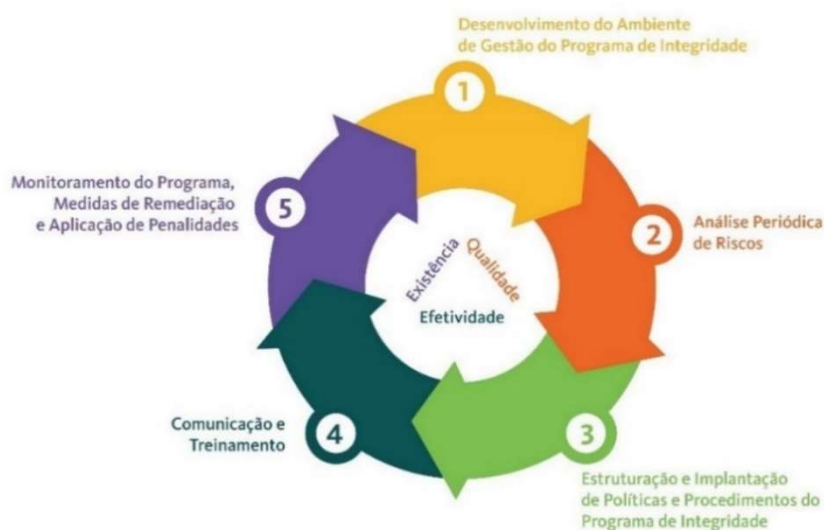 Desenvolvimento do Ambiente
de Gestão do Programa de Integridade
1
Monitoramento do Programa,
Medidas de Remediação
e Aplicação de Penalidades
5
2
Análise Periódica
de Riscos
Existência
Qualidade
Efetividade
Comunicação e
Treinamento
4
3
Estruturação e Implantação
de Políticas e Procedimentos do
Programa de Integridade